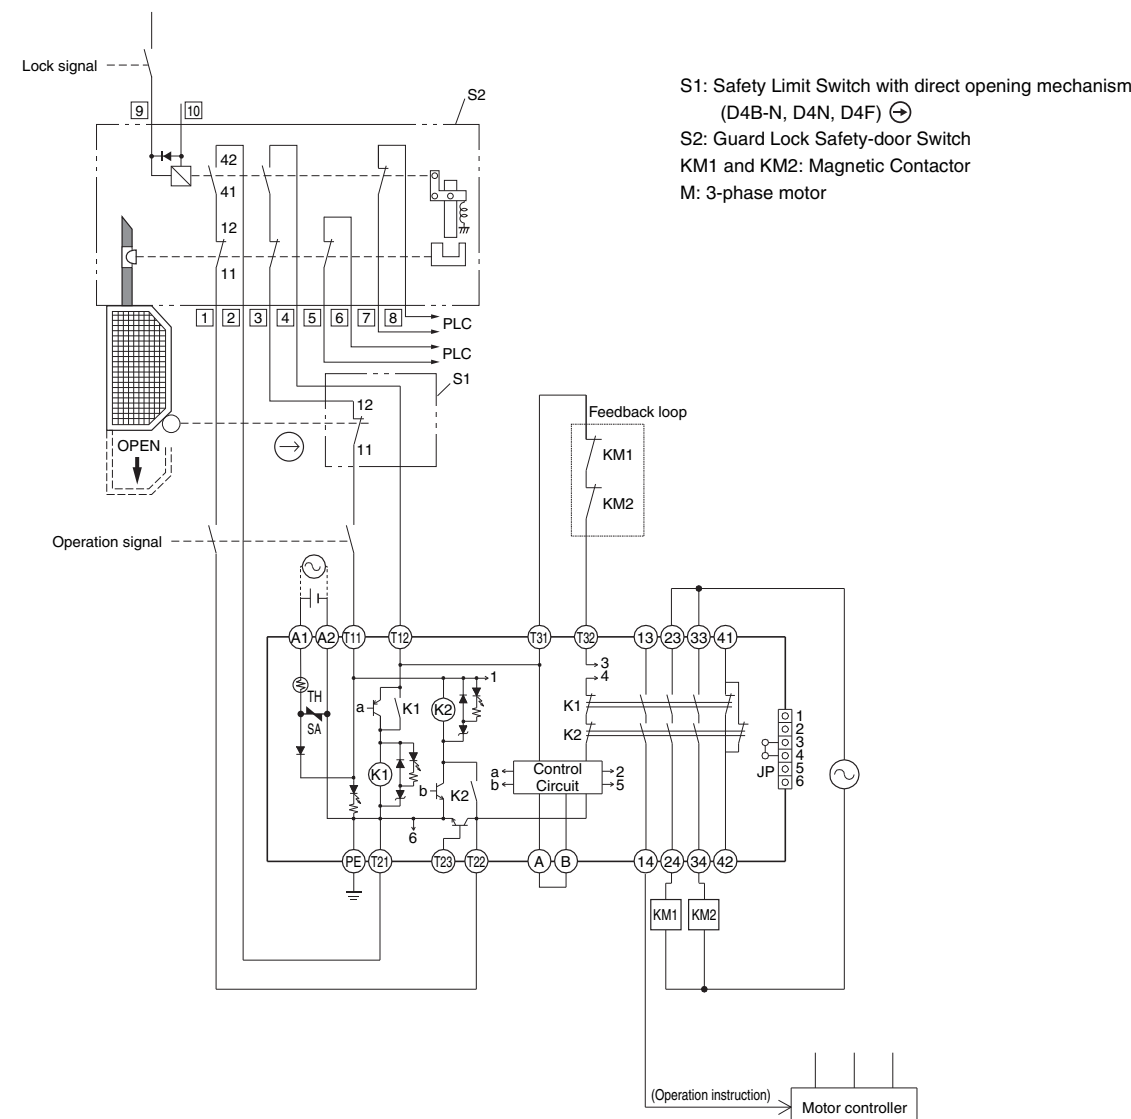 Lock signal
S2
9
10
S1: Safety Limit Switch with direct opening mechanism
(D4B-N, D4N, D4F)
S2: Guard Lock Safety-door Switch
KM1 and KM2: Magnetic Contactor
M: 3-phase motor
42
41
12
11
1 2 3 4 5 6 7 8
PLC
PLC
S1
12
11
OPEN
Feedback loop
KM1
KM2
Operation signal
A1 A2 T11 T12 T31 T32 13 23 33 41
3
1
4
TH
a
K1
K2
K1
SA
K2
1
2
3
4
5
6
JP
K1
b
K2
a
b
Control
Circuit
2
5
6
PE T21 T23 T22 A B 14 24 34 42
KM1 KM2
(Operation instruction)
Motor controller